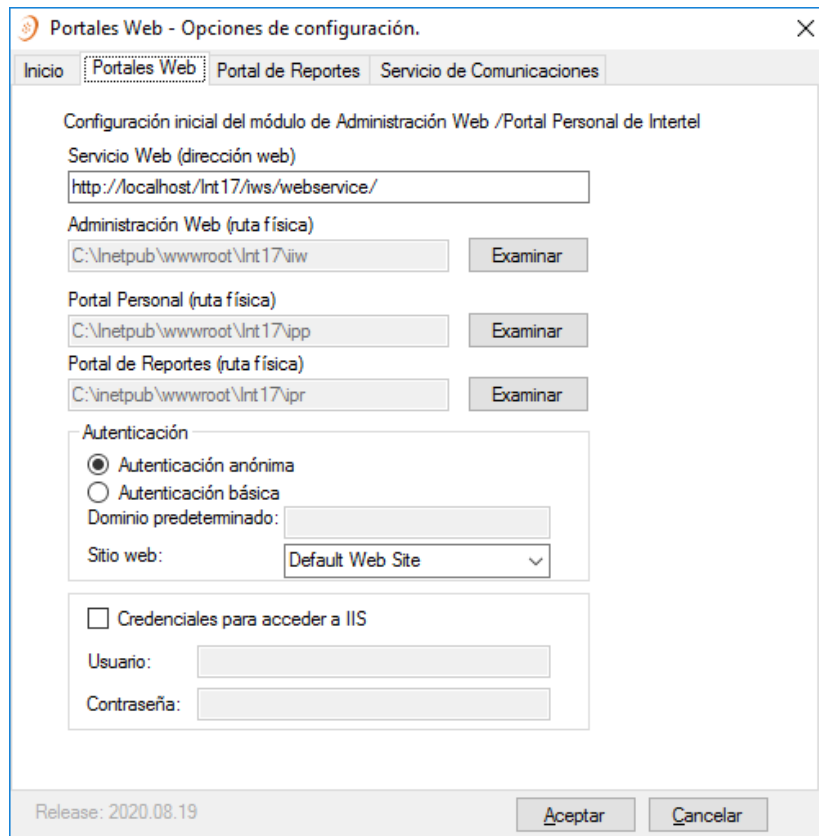 Portales Web - Opciones de configuración.
Inicio Portales Web Portal de Reportes Servicio de Comunicaciones
Configuración inicial del módulo de Administración Web /Portal Personal de Intertel
Servicio Web (dirección web)
http://localhost/Int17/iws/webservice/
Administración Web (ruta física)
C:\Inetpub\wwwroot\Int17\iiw Examinar
Portal Personal (ruta física)
C:\Inetpub\wwwroot\Int17\ipp Examinar
Portal de Reportes (ruta física)
C:\inetpub\wwwroot\Int17\ipr Examinar
Autenticación
Autenticación anónima
Autenticación básica
Dominio predeterminado:
Sitio web: Default Web Site
Credenciales para acceder a IIS
Usuario:
Contraseña:
Release: 2020.08.19 Aceptar Cancelar